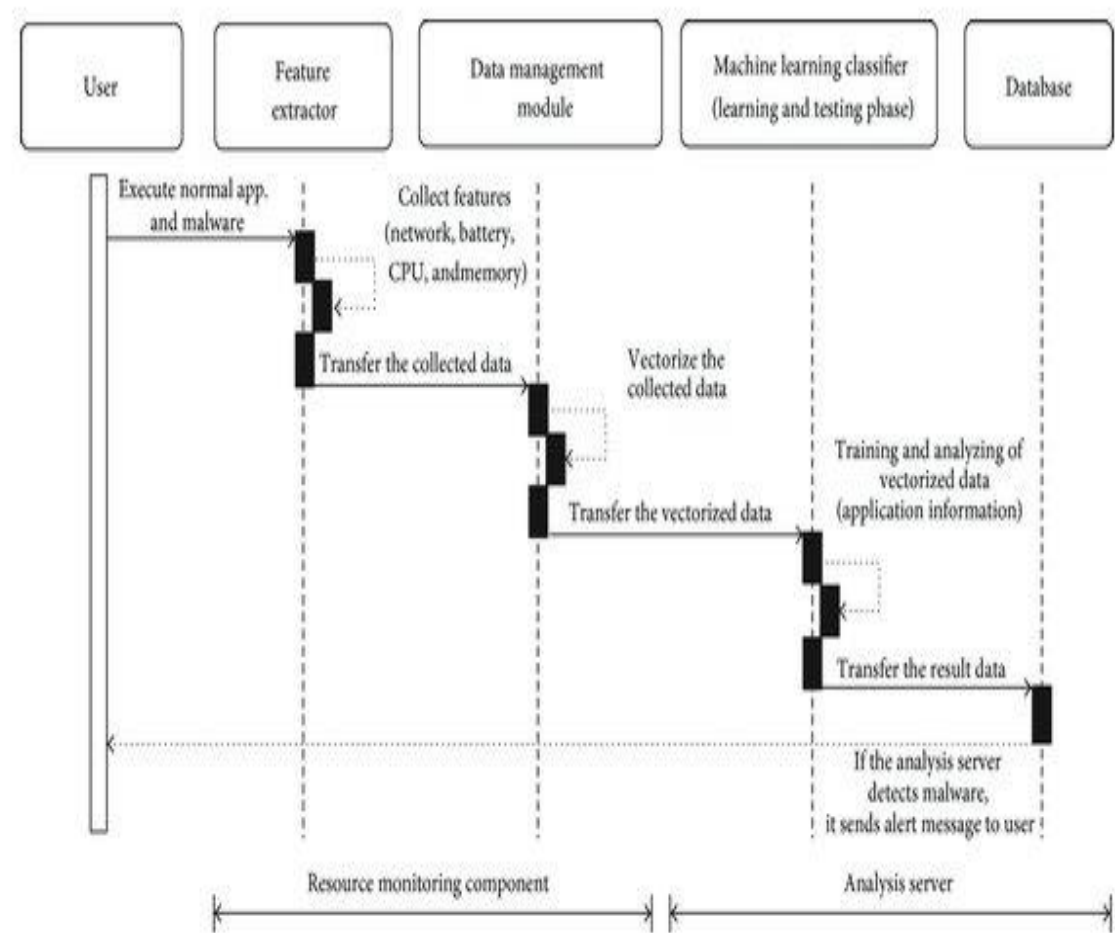 User
Feature
extractor
Data management
module
Machine learning classifier
(learning and testing phase)
Database
Execute normal app.
and malware
Collect features
(network, battery,
CPU, andmemory)
Transfer the collected data
Vectorize the
collected data
Transfer the vectorized data
Training and analyzing of
vectorized data
(application information)
Transfer the result data
If the analysis server
detects malware,
it sends alert message to user
Resource monitoring component
Analysis server